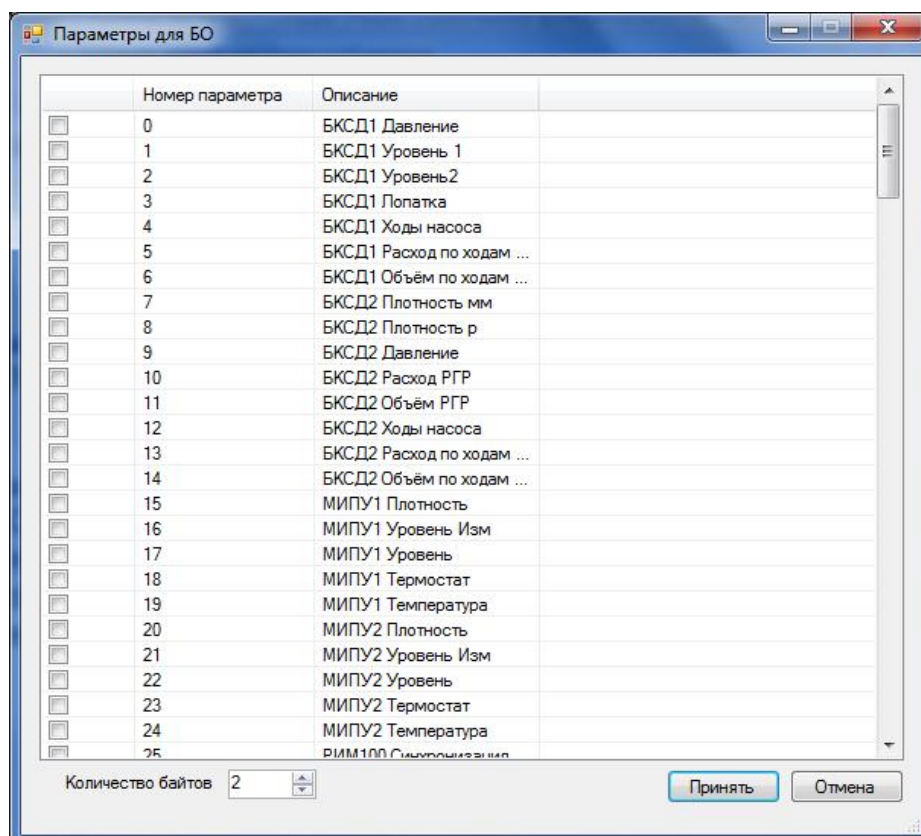 Параметры для БО
Номер параметра Описание
0 БКСД1 Давление
1 БКСД1 Уровень 1
2 БКСД1 Уровень2
3 БКСД1 Лопатка
4 БКСД1 Ходы насоса
5 БКСД1 Расход по ходам ...
6 БКСД1 Объём по ходам ...
7 БКСД2 Плотность мм
8 БКСД2 Плотность р
9 БКСД2 Давление
10 БКСД2 Расход РГР
11 БКСД2 Объём РГР
12 БКСД2 Ходы насоса
13 БКСД2 Расход по ходам ...
14 БКСД2 Объём по ходам ...
15 МИПУ1 Плотность
16 МИПУ1 Уровень Изм
17 МИПУ1 Уровень
18 МИПУ1 Термостат
19 МИПУ1 Температура
20 МИПУ2 Плотность
21 МИПУ2 Уровень Изм
22 МИПУ2 Уровень
23 МИПУ2 Термостат
24 МИПУ2 Температура
25 РИМ100 Синхронизация
Количество байтов 2 Принять Отмена